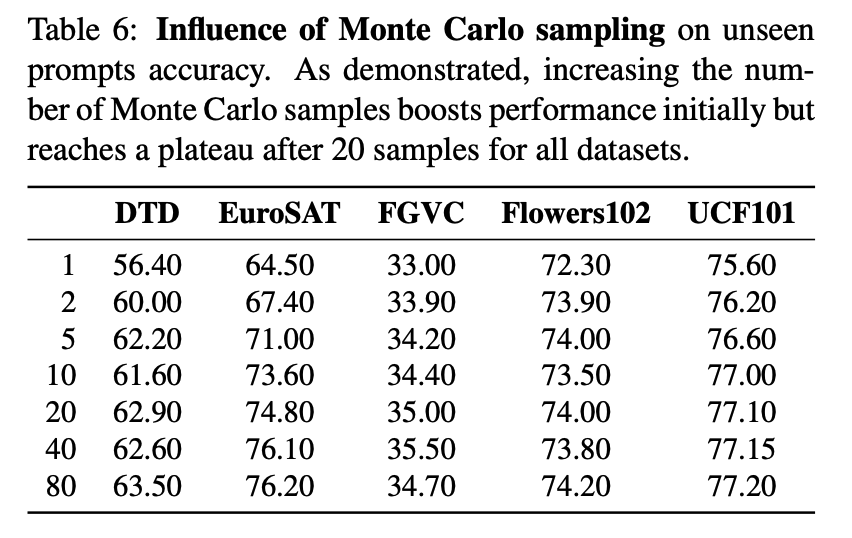 Table 6: Influence of Monte Carlo sampling on unseen
prompts accuracy. As demonstrated, increasing the num-
ber of Monte Carlo samples boosts performance initially but
reaches a plateau after 20 samples for all datasets.
DTD EuroSAT FGVC Flowers102 UCF101
1 56.40 64.50 33.00 72.30 75.60
2 60.00 67.40 33.90 73.90 76.20
5 62.20 71.00 34.20 74.00 76.60
10 61.60 73.60 34.40 73.50 77.00
20 62.90 74.80 35.00 74.00 77.10
40 62.60 76.10 35.50 73.80 77.15
80 63.50 76.20 34.70 74.20 77.20